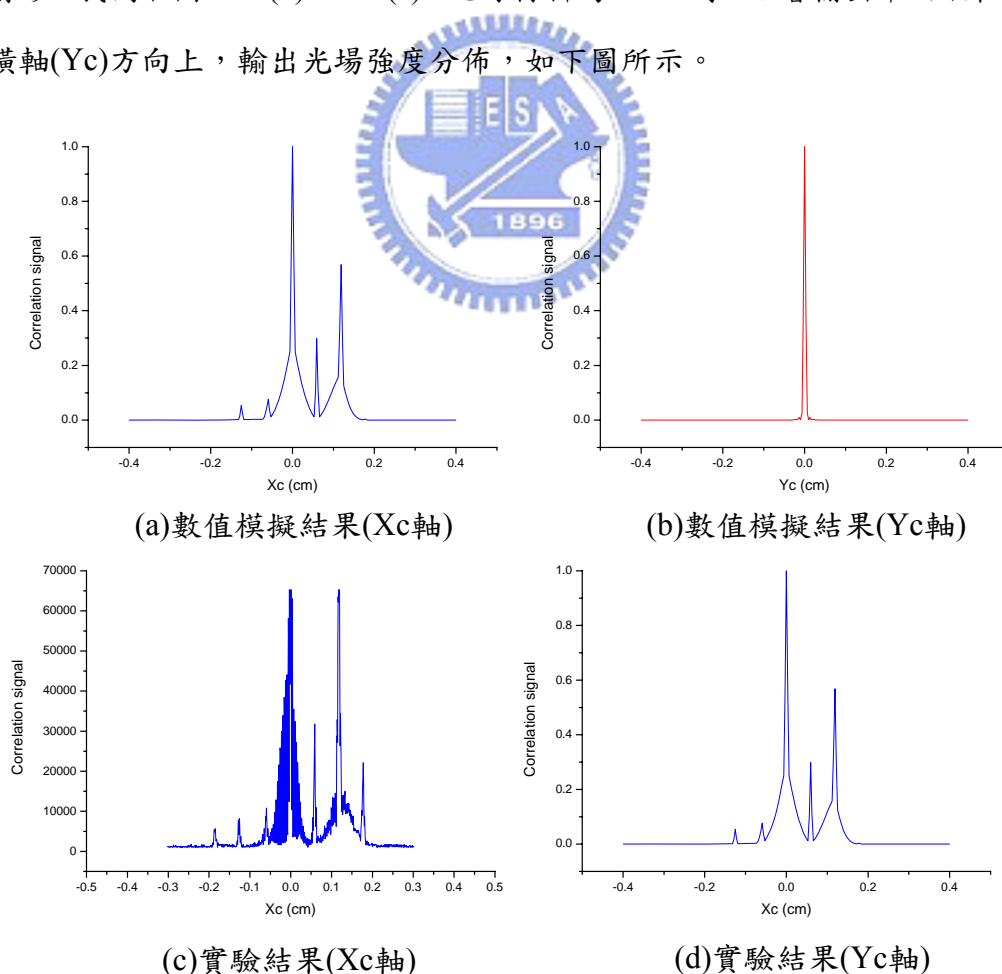 橫軸(Yc)方向上，輸出光場強度分佈，如下圖所示。
E S A
1896
1.0
0.8
0.6
0.4
0.2
0.0
Correlation signal
-0.4 -0.2 0.0 0.2 0.4
Xc (cm)
(a)數值模擬結果(Xc軸)
1.0
0.8
0.6
0.4
0.2
0.0
Correlation signal
-0.4 -0.2 0.0 0.2 0.4
Yc (cm)
(b)數值模擬結果(Yc軸)
70000
60000
50000
40000
30000
20000
10000
0
Correlation signal
-0.5 -0.4 -0.3 -0.2 -0.1 0.0 0.1 0.2 0.3 0.4 0.5
Xc (cm)
(c)實驗結果(Xc軸)
1.0
0.8
0.6
0.4
0.2
0.0
Correlation signal
-0.4 -0.2 0.0 0.2 0.4
Xc (cm)
(d)實驗結果(Yc軸)